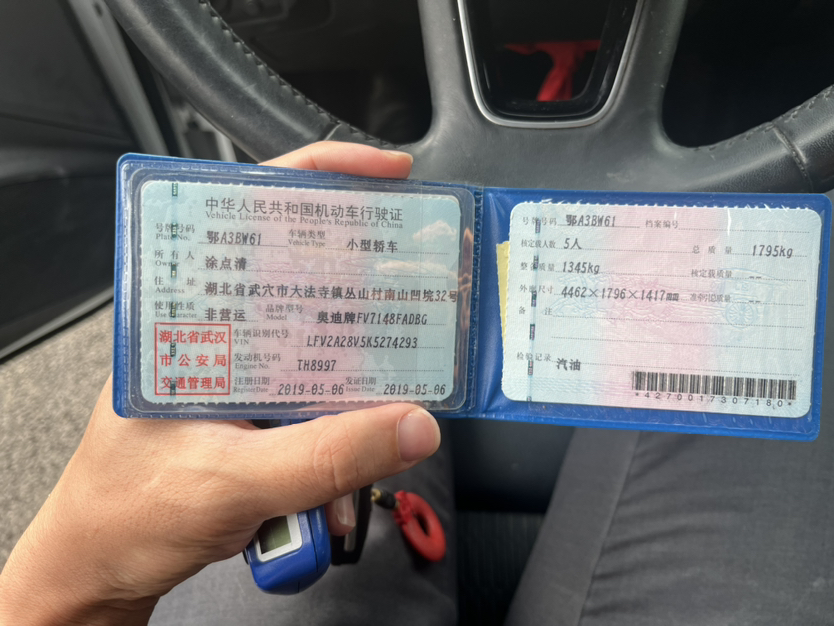 中华人民共和国机动车行驶证
Vehicle License of the People's Republic of China
号牌号码 鄂A3BW61 车辆类型 小型轿车
Plate No. Vehicle Type
所有人 涂点清
Owner
住址 湖北省武穴市大法寺镇丛山村南山凹垸32号
Address
使用性质 非营运 品牌型号 奥迪牌FV7148FADBG
Use Character Model
湖北省武汉
市公安局
交通管理局
车辆识别代号 LFV2A28V5K5274293
VIN
发动机号码 TH8997
Engine No.
注册日期 2019-05-06 发证日期 2019-05-06
Register Date Issue Date
号牌号码 鄂A3BW61 档案编号
核定载人数 5人 总质量 1795kg
整备质量 1345kg 核定载质量 --
外廓尺寸 4462×1796×1417mm 准牵引总质量 --
备注
检验记录 汽油
*4270017307180*